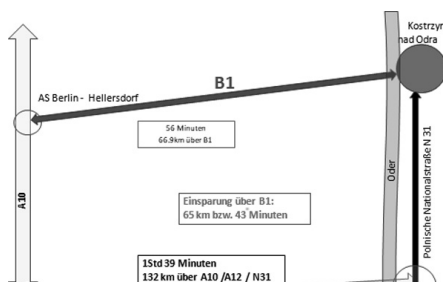 Kostrzyn
nad Odra
B1
AS Berlin - Hellersdorf
56 Minuten
66.9km über B1
A10
Oder
Polnische Nationalstraße N 31
Einsparung über B1:
65 km bzw. 43 Minuten
1Std 39 Minuten
132 km über A10 /A12 / N31